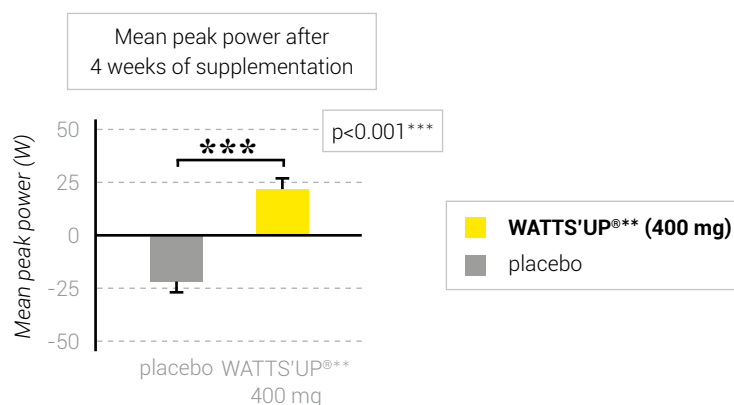 Mean peak power after
4 weeks of supplementation
p<0.001***
***
Mean peak power (W)
50
25
0
-25
-50
placebo
WATTS'UP®**
400 mg
WATTS'UP®** (400 mg)
placebo